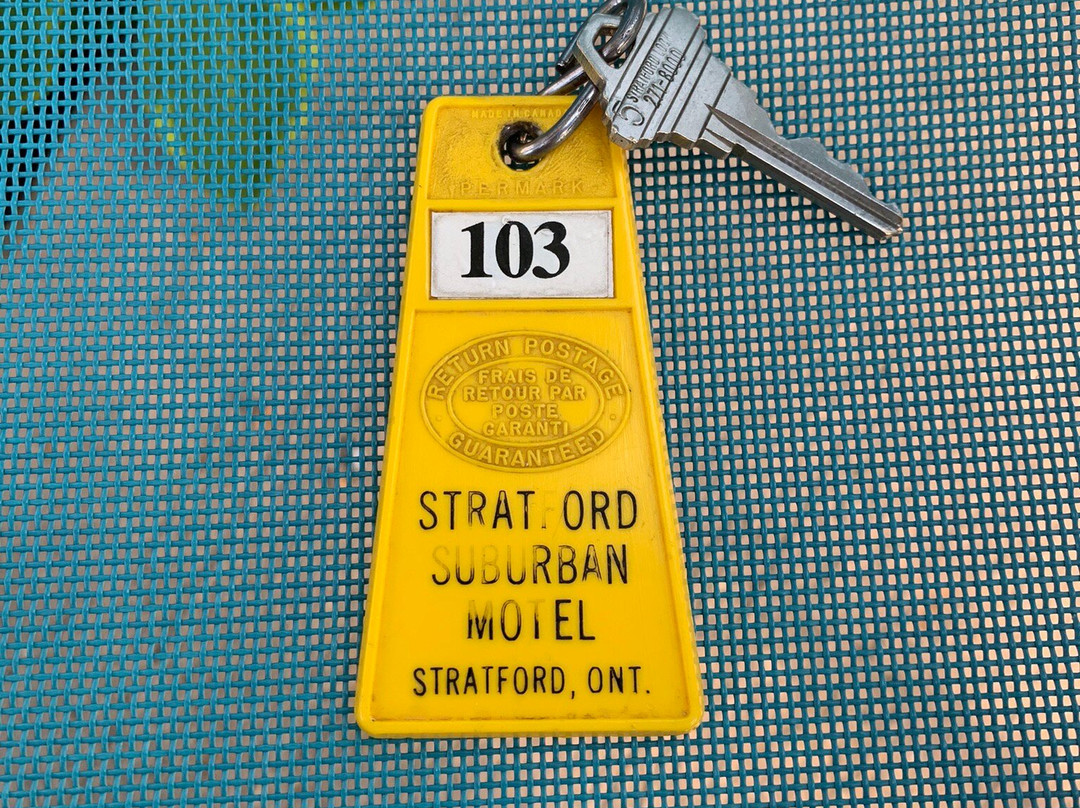 MADE IN CANADA
PERMARK
103
RETURN POSTAGE
FRAIS DE
RETOUR PAR
POSTE
GARANTI
GUARANTEED
STRATFORD
SUBURBAN
MOTEL
STRATFORD, ONT.